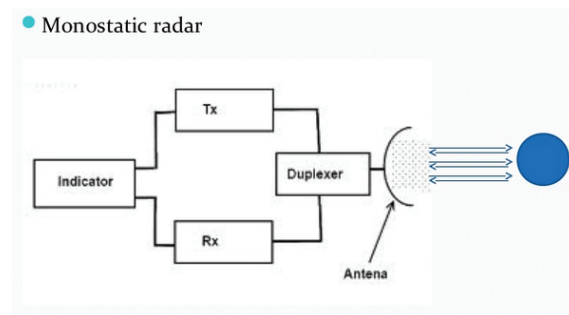 Monostatic radar
Tx
Indicator
Duplexer
Rx
Antena